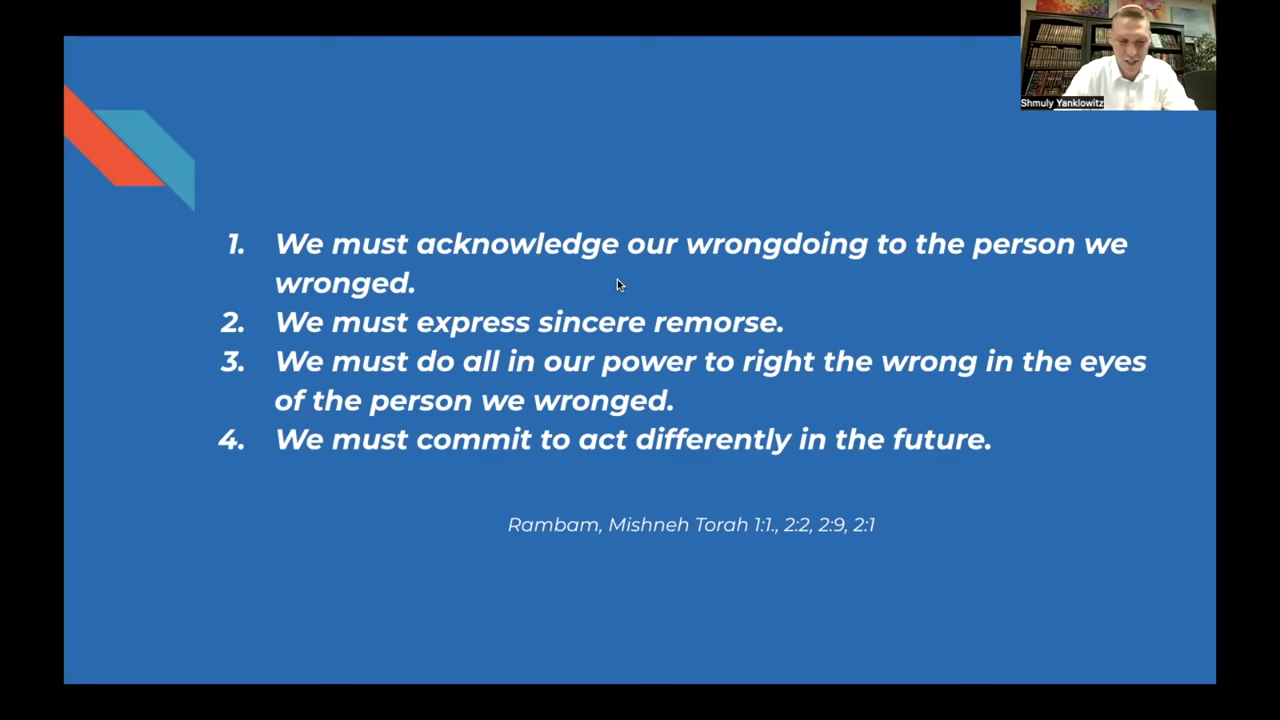 Shmuly Yanklowitz
1. We must acknowledge our wrongdoing to the person we
wronged.
2. We must express sincere remorse.
3. We must do all in our power to right the wrong in the eyes
of the person we wronged.
4. We must commit to act differently in the future.
Rambam, Mishneh Torah 1:1., 2:2, 2:9, 2:1